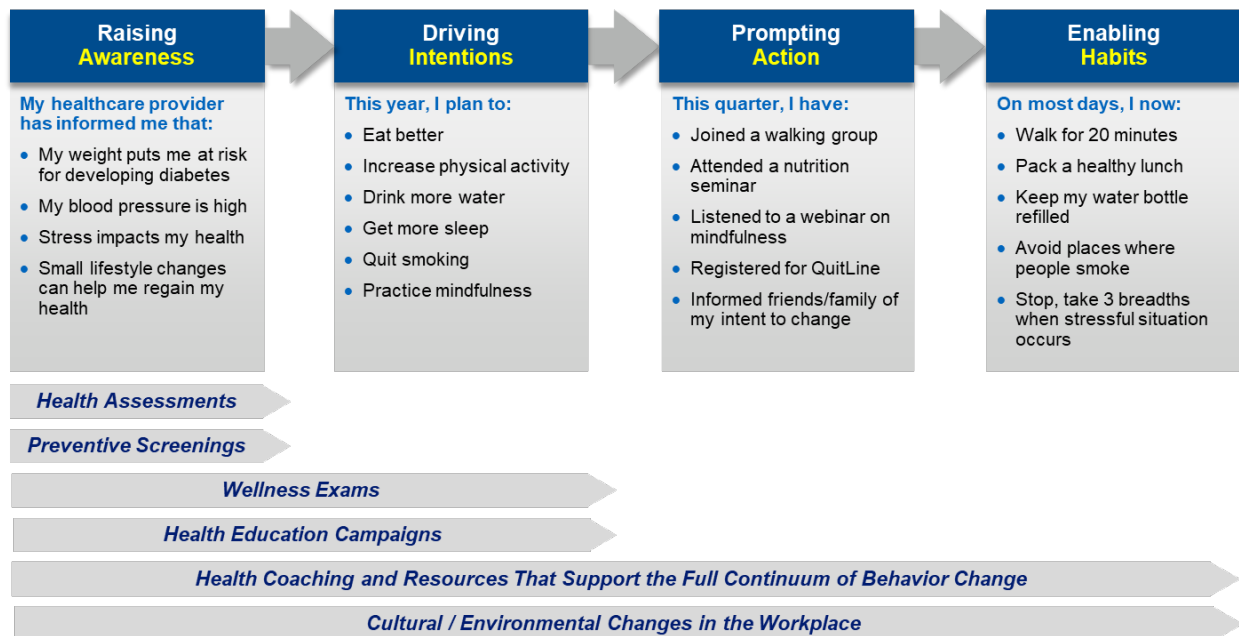 Raising
Awareness
My healthcare provider
has informed me that:
• My weight puts me at risk
for developing diabetes
• My blood pressure is high
• Stress impacts my health
• Small lifestyle changes
can help me regain my
health
Driving
Intentions
This year, I plan to:
• Eat better
• Increase physical activity
• Drink more water
• Get more sleep
• Quit smoking
• Practice mindfulness
Prompting
Action
This quarter, I have:
• Joined a walking group
• Attended a nutrition
seminar
• Listened to a webinar on
mindfulness
• Registered for QuitLine
• Informed friends/family of
my intent to change
Enabling
Habits
On most days, I now:
• Walk for 20 minutes
• Pack a healthy lunch
• Keep my water bottle
refilled
• Avoid places where
people smoke
• Stop, take 3 breadths
when stressful situation
occurs
Health Assessments
Preventive Screenings
Wellness Exams
Health Education Campaigns
Health Coaching and Resources That Support the Full Continuum of Behavior Change
Cultural / Environmental Changes in the Workplace